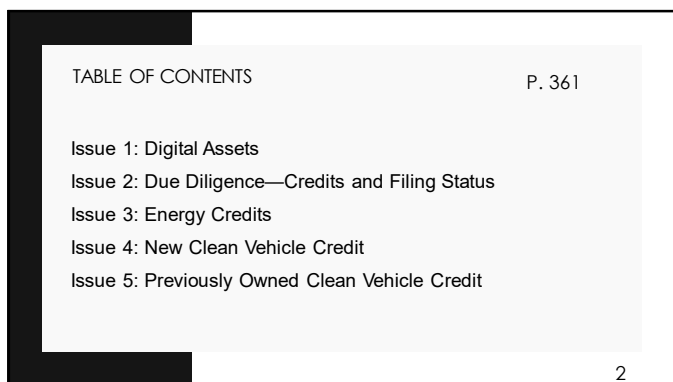 TABLE OF CONTENTS
P. 361
Issue 1: Digital Assets
Issue 2: Due Diligence—Credits and Filing Status
Issue 3: Energy Credits
Issue 4: New Clean Vehicle Credit
Issue 5: Previously Owned Clean Vehicle Credit
2